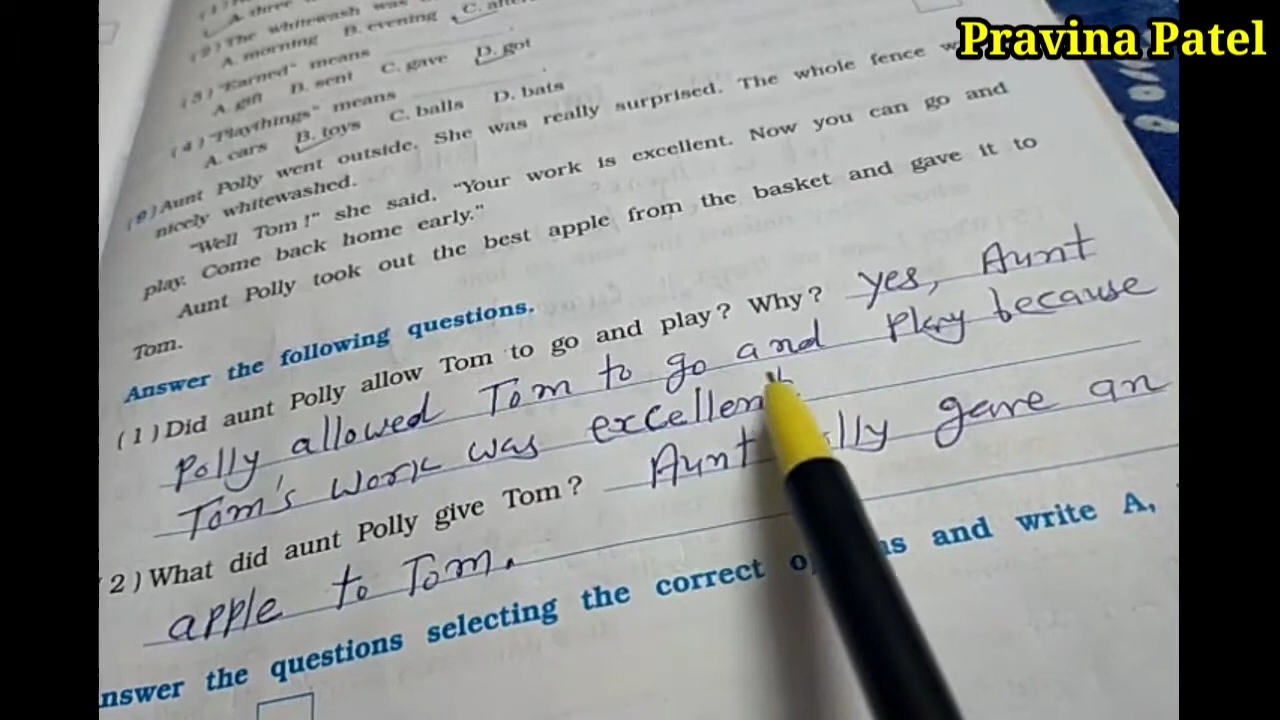 Pravina Patel
A. three
(2) The whitewash was
A. morning B. evening C.
(3) "Earned" means
A. gift B. sent C. gave D. got
(4) "Playthings" means
A. cars B. toys C. balls D. bats
(9) Aunt Polly went outside. She was really surprised. The whole fence
nicely whitewashed.
"Well Tom !" she said, "Your work is excellent. Now you can go and
play. Come back home early."
Aunt Polly took out the best apple from the basket and gave it to
Tom.
Answer the following questions.
(1) Did aunt Polly allow Tom to go and play? Why? yes, Aunt
Polly allowed Tom to go and play because
Tom's work was excellent
2) What did aunt Polly give Tom? Aunt gave an
apple to Tom.
nswer the questions selecting the correct and write A,